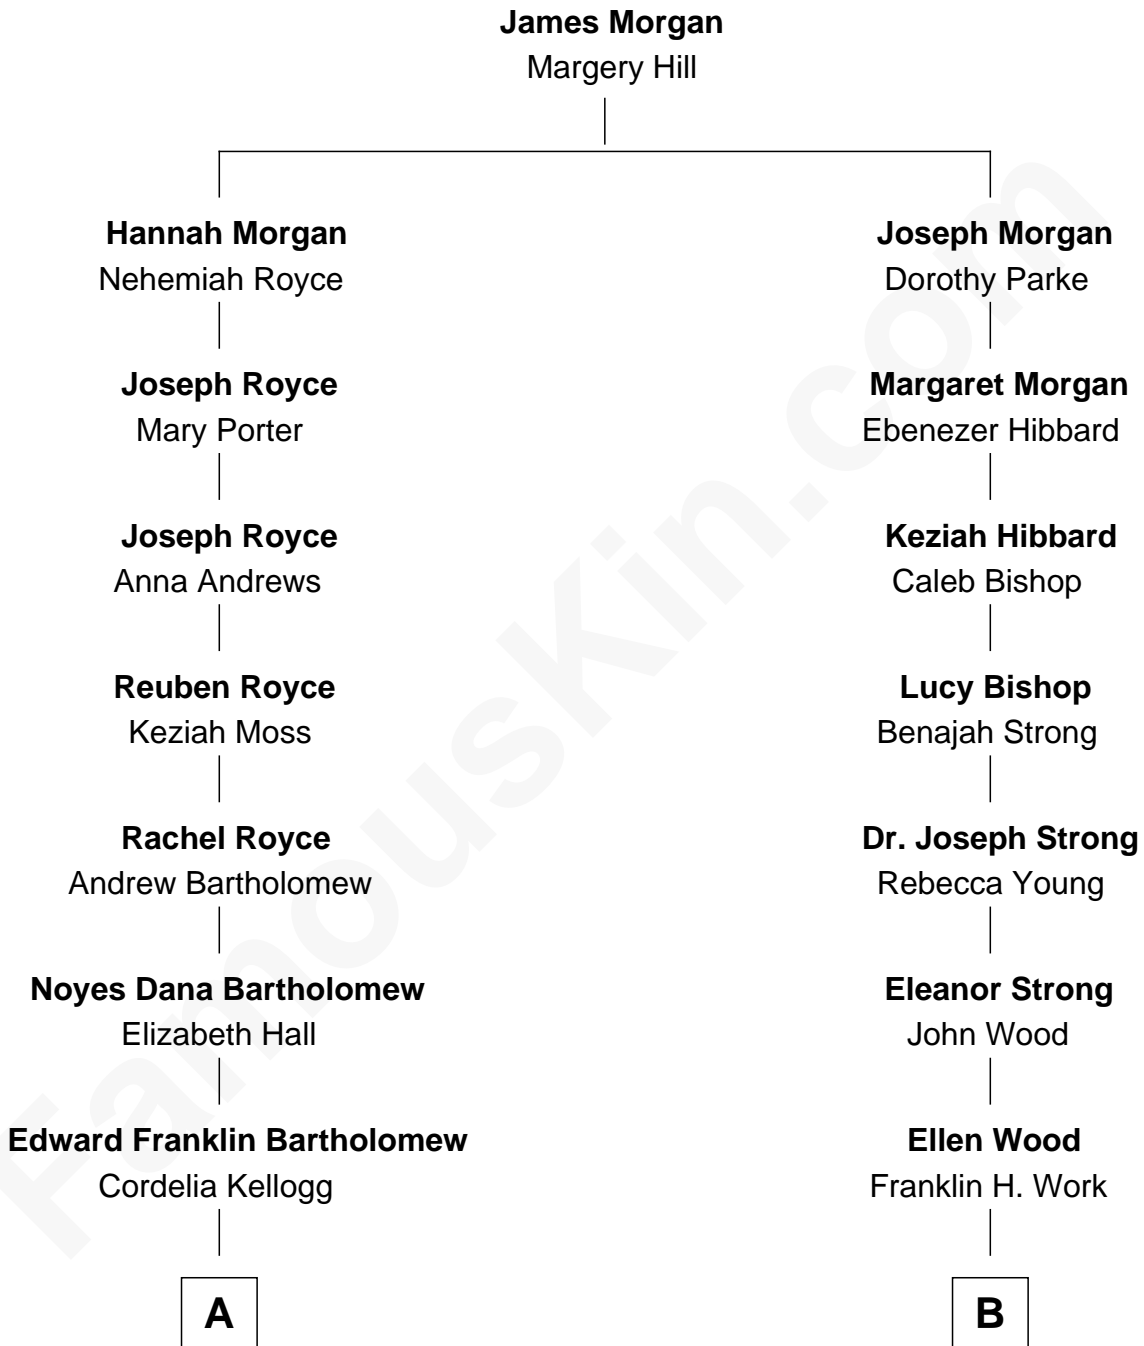 James Morgan
Margery Hill
Hannah Morgan
Nehemiah Royce
Joseph Morgan
Dorothy Parke
Joseph Royce
Mary Porter
Margaret Morgan
Ebenezer Hibbard
Joseph Royce
Anna Andrews
Keziah Hibbard
Caleb Bishop
Reuben Royce
Keziah Moss
Lucy Bishop
Benajah Strong
Rachel Royce
Andrew Bartholomew
Dr. Joseph Strong
Rebecca Young
Noyes Dana Bartholomew
Elizabeth Hall
Eleanor Strong
John Wood
Edward Franklin Bartholomew
Cordelia Kellogg
Ellen Wood
Franklin H. Work
A
B
FamousKin.com